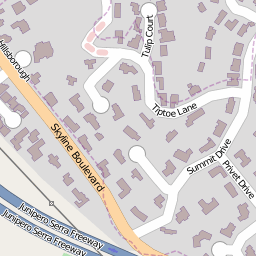 Hillsborough
Tulip Court
Tiptoe Lane
Skyline Boulevard
Summit Drive
Privet Drive
Junipero Serra Freeway
Junipero Serra Freeway